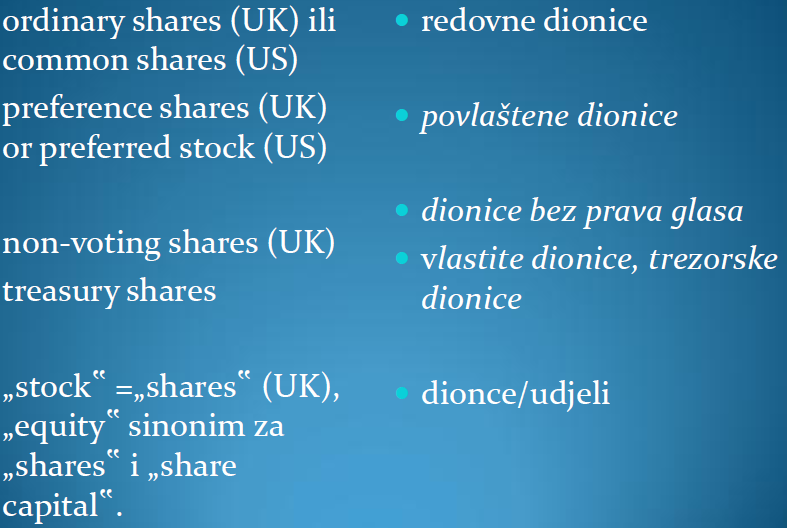 ordinary shares (UK) ili
common shares (US)
preference shares (UK)
or preferred stock (US)
non-voting shares (UK)
treasury shares
„stock‟ =„shares‟ (UK),
„equity‟ sinonim za
„shares‟ i „share
capital‟.
• redovne dionice
• povlaštene dionice
• dionice bez prava glasa
• vlastite dionice, trezorske
dionice
• dionce/udjeli